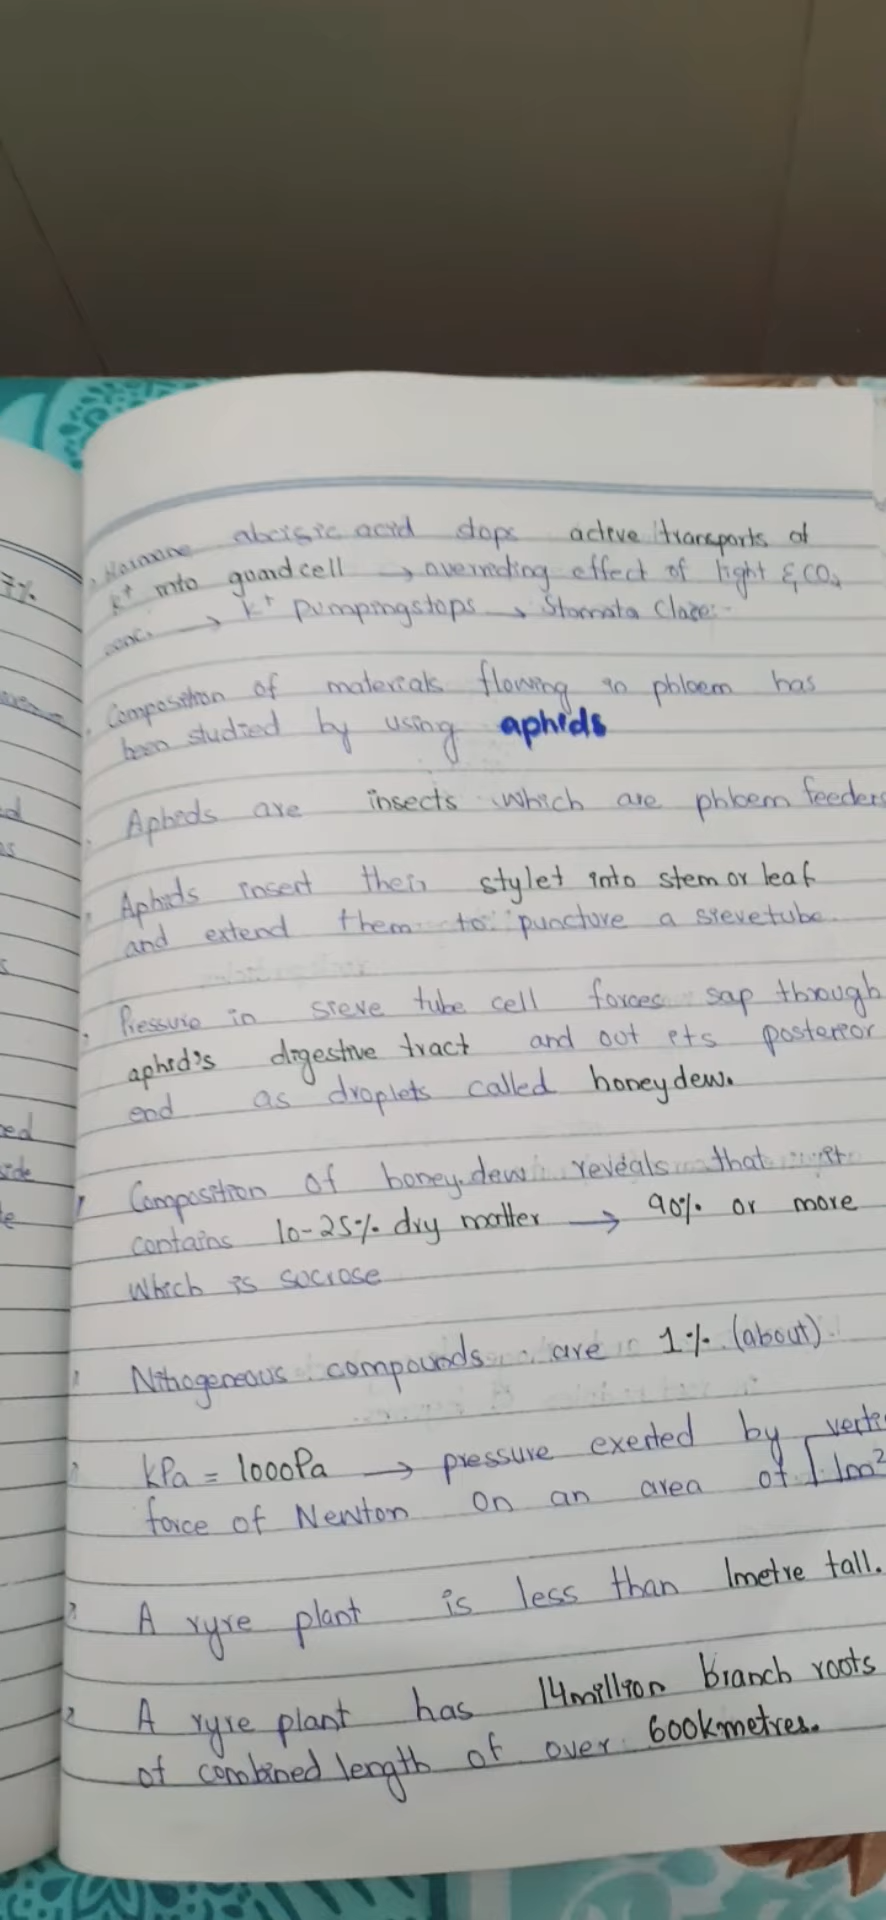 Hormone abcisic acid stops active transports of
K⁺ into guard cell → overriding effect of light & CO₂
conc. → K⁺ pumping stops → Stomata Close:-
Composition of materials flowing in phloem has
been studied by using aphids
Aphids are insects which are phloem feeders
Aphids insert their stylet into stem or leaf
and extend them to puncture a sieve tube
Pressure in sieve tube cell forces sap through
aphid's digestive tract and out its posterior
end as droplets called honeydew.
Composition of honey.dew reveals that it
contains 10-25% dry matter → 90% or more
Which is sucrose
Nitrogeneous compounds are 1% (about)
kPa = 1000Pa → pressure exerted by
force of Newton on an area of 1m²
A ryre plant is less than 1metre tall.
A ryre plant has 14million branch roots
of combined length of over 600kmetres.
7%